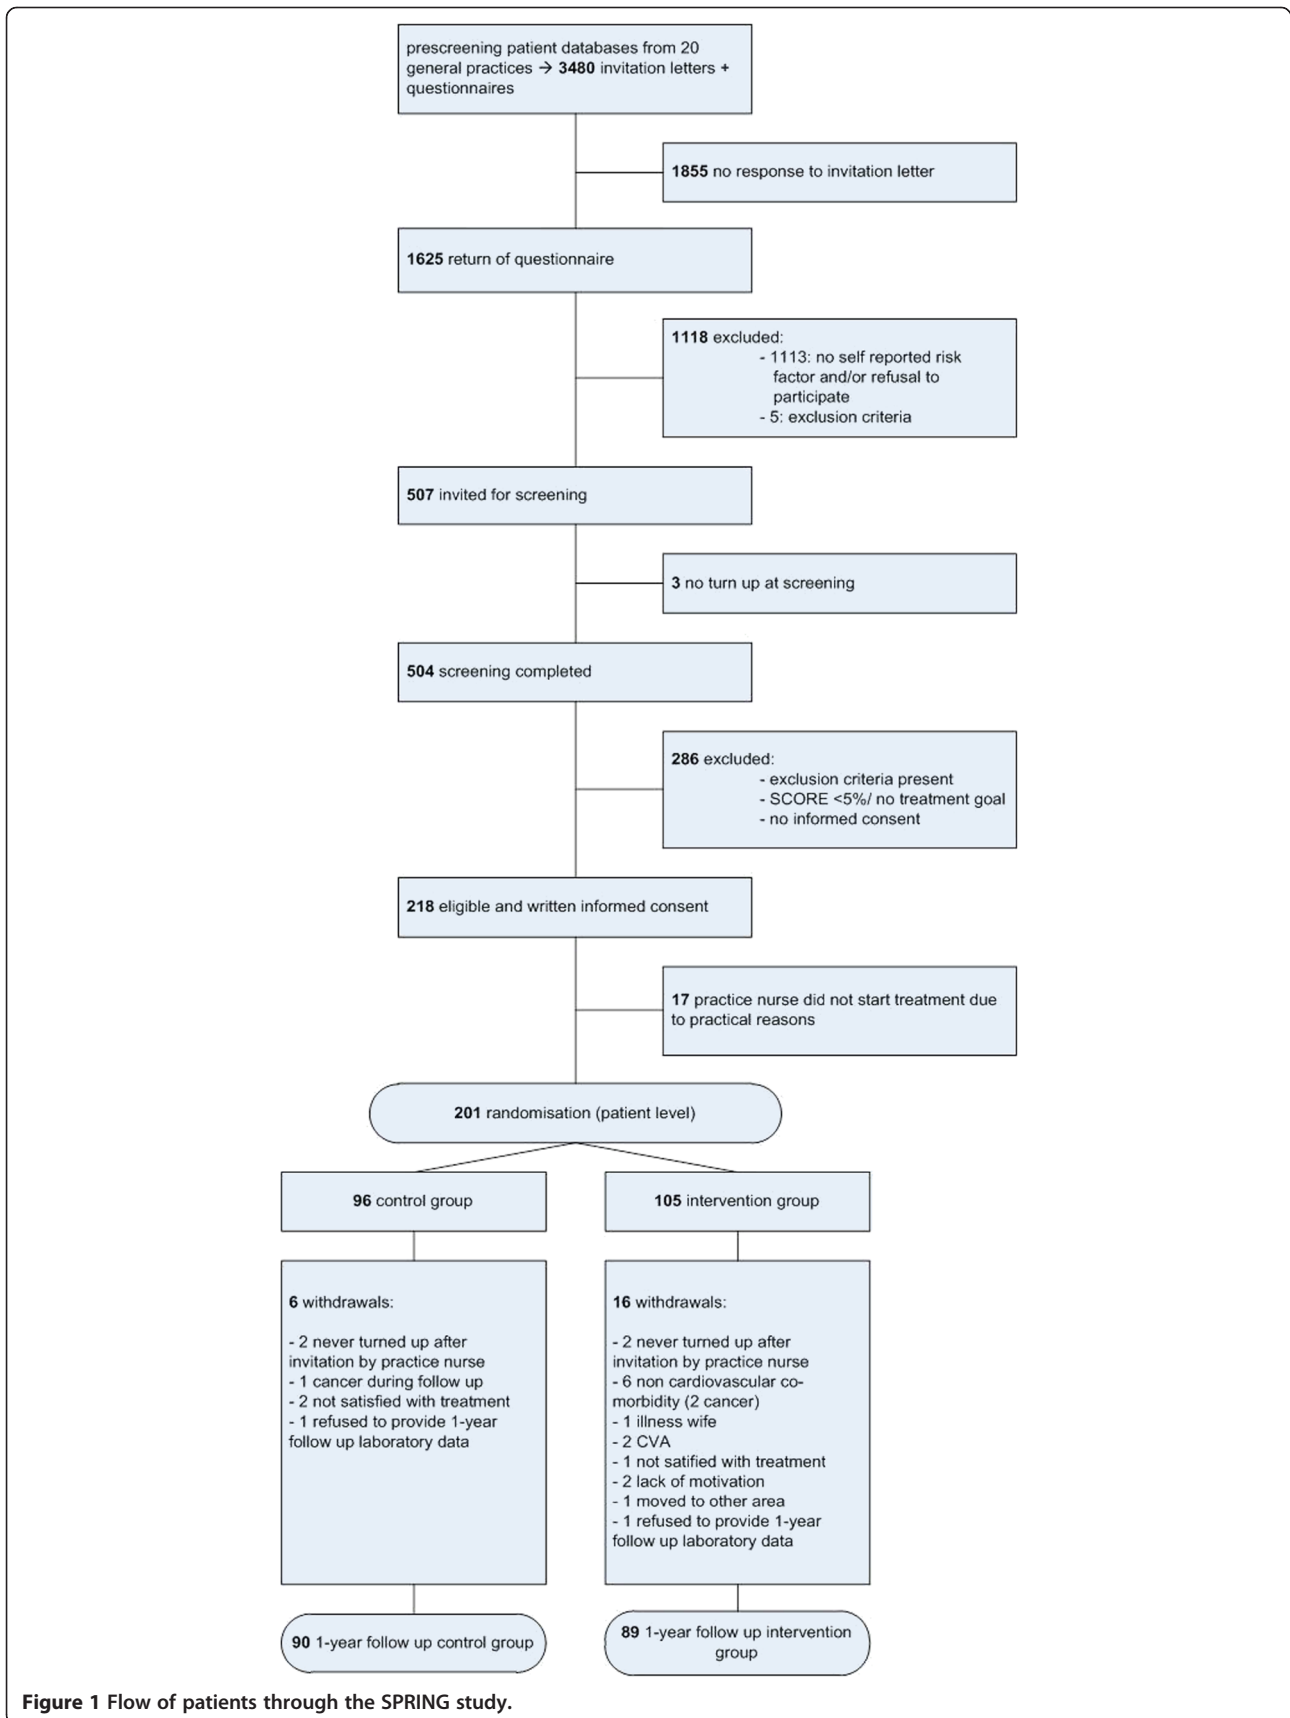 prescreening patient databases from 20
general practices → 3480 invitation letters +
questionnaires
1855 no response to invitation letter
1625 return of questionnaire
1118 excluded:
- 1113: no self reported risk
factor and/or refusal to
participate
- 5: exclusion criteria
507 invited for screening
3 no turn up at screening
504 screening completed
286 excluded:
- exclusion criteria present
- SCORE <5%/ no treatment goal
- no informed consent
218 eligible and written informed consent
17 practice nurse did not start treatment due
to practical reasons
201 randomisation (patient level)
96 control group
105 intervention group
6 withdrawals:
- 2 never turned up after
invitation by practice nurse
- 1 cancer during follow up
- 2 not satisfied with treatment
- 1 refused to provide 1-year
follow up laboratory data
16 withdrawals:
- 2 never turned up after
invitation by practice nurse
- 6 non cardiovascular co-
morbidity (2 cancer)
- 1 illness wife
- 2 CVA
- 1 not satified with treatment
- 2 lack of motivation
- 1 moved to other area
- 1 refused to provide 1-year
follow up laboratory data
90 1-year follow up control group
89 1-year follow up intervention
group
Figure 1 Flow of patients through the SPRING study.